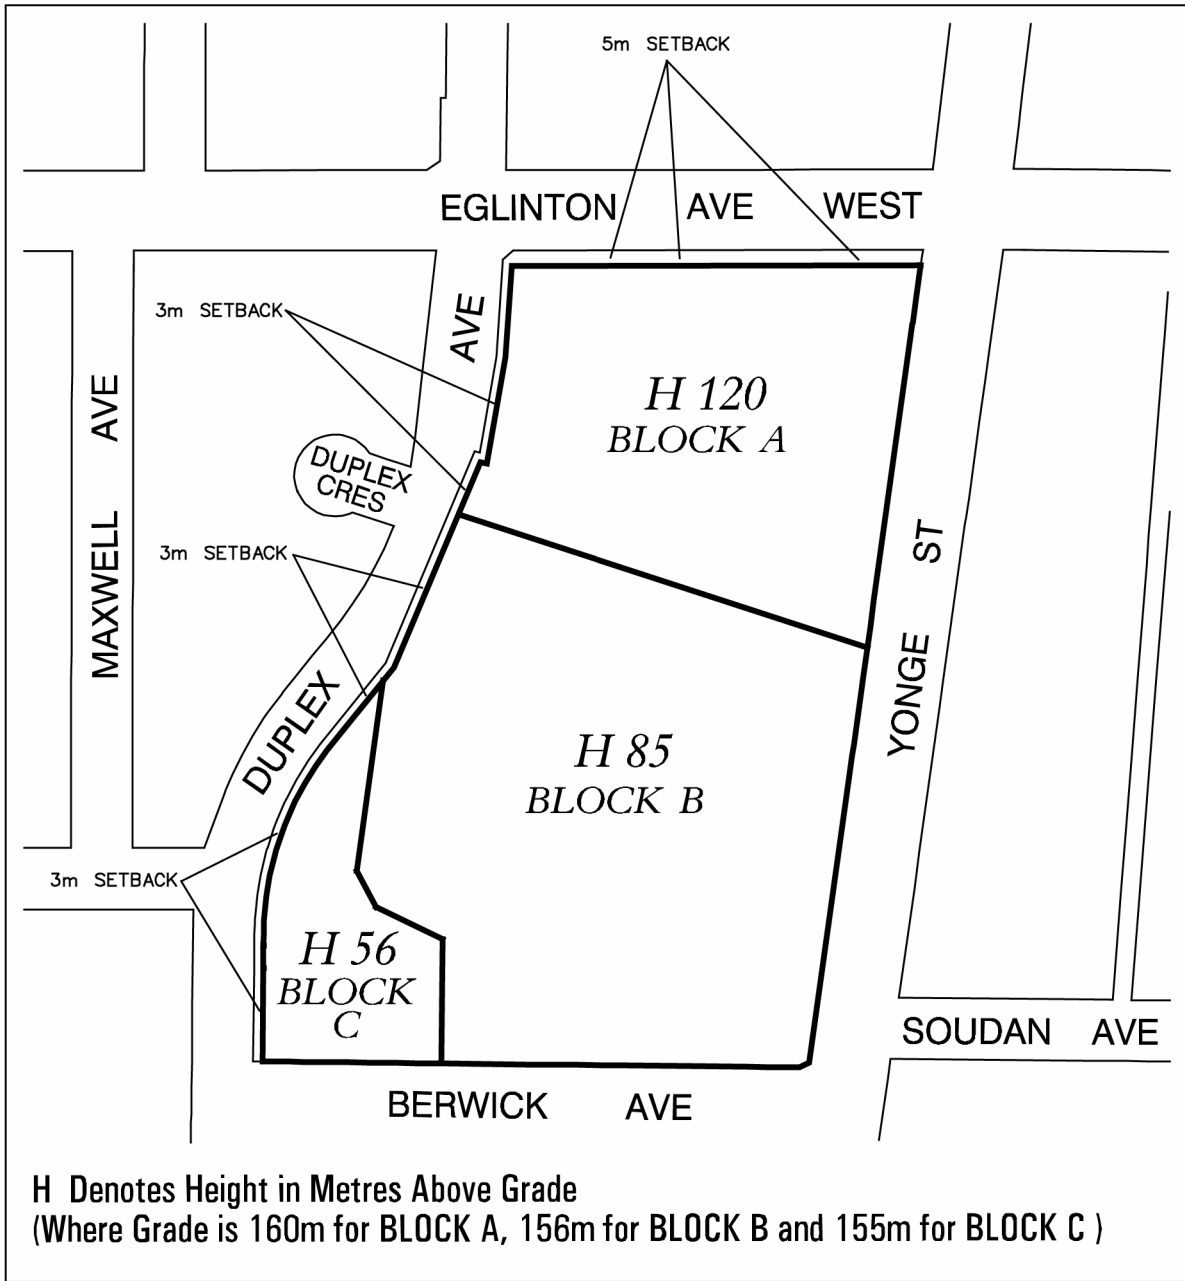 5m SETBACK
EGLINTON AVE WEST
3m SETBACK
AVE
H 120
BLOCK A
MAXWELL AVE
DUPLEX
CRES
YONGE ST
3m SETBACK
DUPLEX
H 85
BLOCK B
3m SETBACK
H 56
BLOCK
C
SOUDAN AVE
BERWICK AVE
H Denotes Height in Metres Above Grade
(Where Grade is 160m for BLOCK A, 156m for BLOCK B and 155m for BLOCK C )